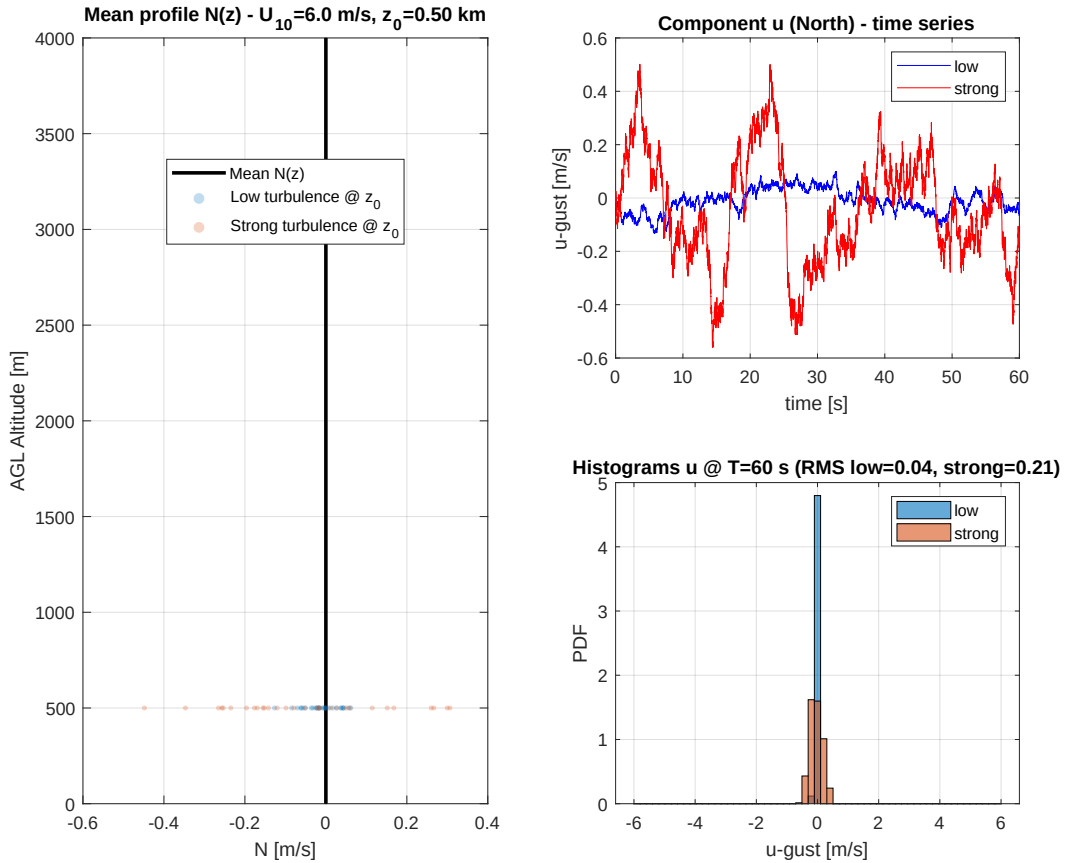 Mean profile N(z) - U10=6.0 m/s, z0=0.50 km
4000
3500
3000
2500
2000
1500
1000
500
0
AGL Altitude [m]
Mean N(z)
Low turbulence @ z0
Strong turbulence @ z0
-0.6 -0.4 -0.2 0 0.2 0.4
N [m/s]
Component u (North) - time series
0.6
0.4
0.2
0
-0.2
-0.4
-0.6
u-gust [m/s]
low
strong
0 10 20 30 40 50 60
time [s]
Histograms u @ T=60 s (RMS low=0.04, strong=0.21)
5
4
3
2
1
0
PDF
low
strong
-6 -4 -2 0 2 4 6
u-gust [m/s]